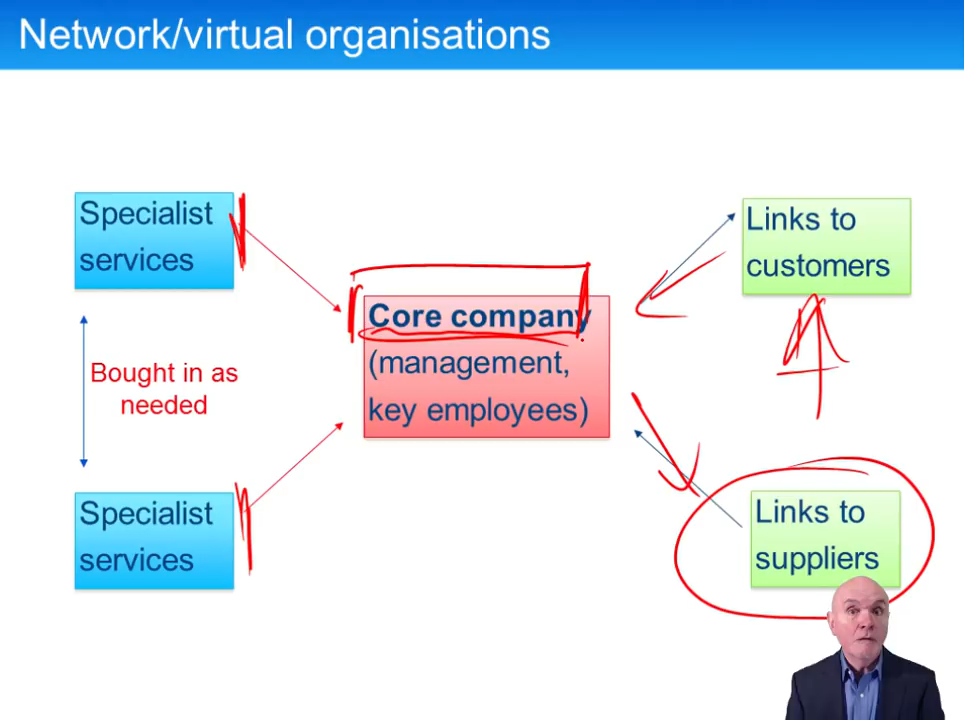 Network/virtual organisations
Specialist
services
Links to
customers
Core company
(management,
key employees)
Bought in as
needed
Specialist
services
Links to
suppliers